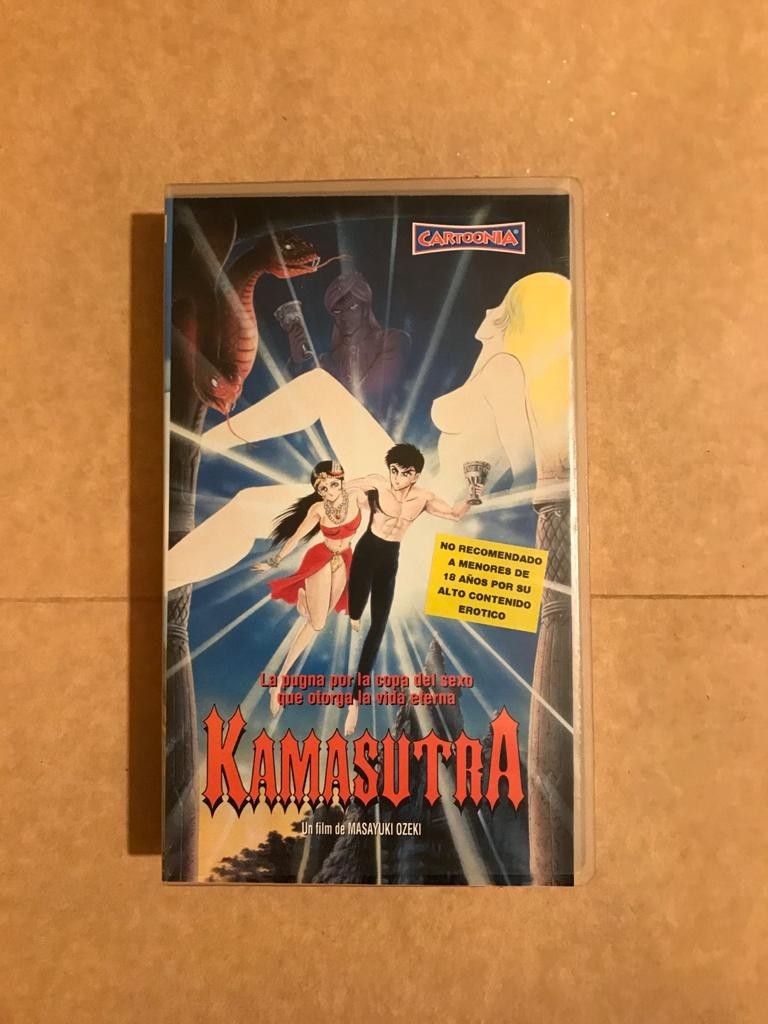 CARTOONIA®
NO RECOMENDADO
A MENORES DE
18 AÑOS POR SU
ALTO CONTENIDO
EROTICO
La pugna por la copa del sexo
que otorga la vida eterna
KAMASUTRA
Un film de MASAYUKI OZEKI